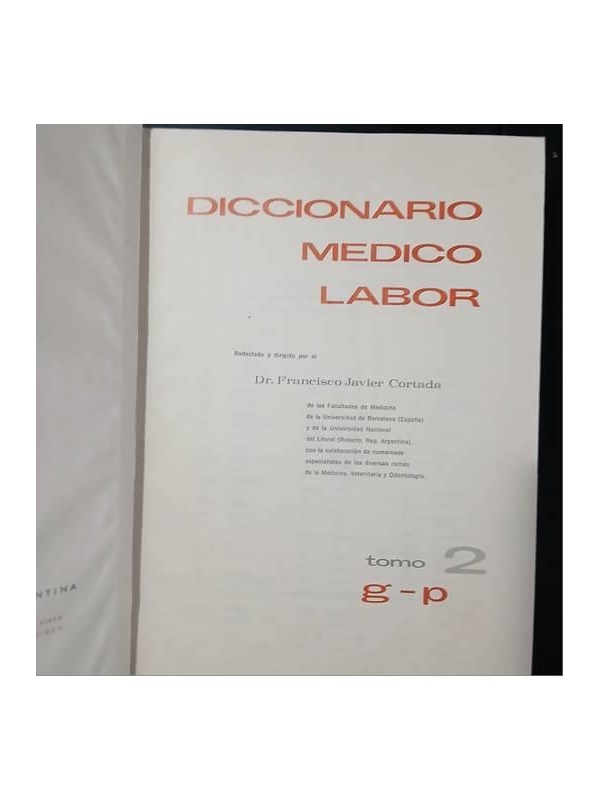 DICCIONARIO
MEDICO
LABOR
Redactado y dirigido por el
Dr. Francisco Javier Cortada
de las Facultades de Medicina
de la Universidad de Barcelona (España)
y de la Universidad Nacional
del Litoral (Rosario, Rep. Argentina),
con la colaboración de numerosos
especialistas de las diversas ramas
de la Medicina, Veterinaria y Odontología.
tomo 2
g-p
NTINA